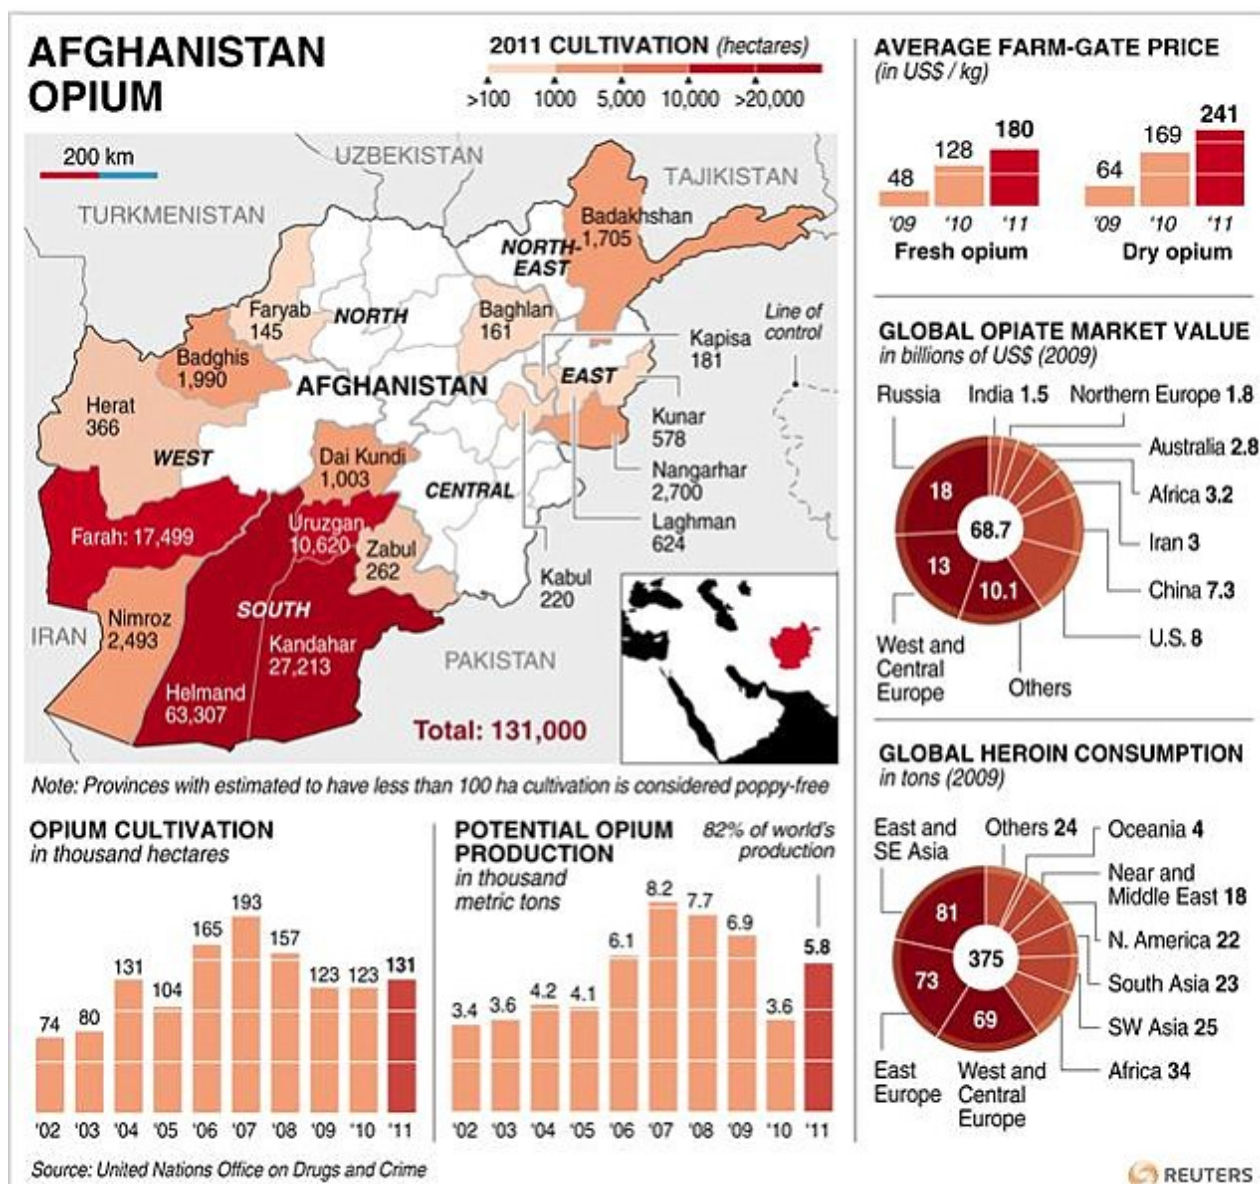 AFGHANISTAN
OPIUM
2011 CULTIVATION (hectares)
>100 1000 5,000 10,000 >20,000
200 km
UZBEKISTAN
TAJIKISTAN
TURKMENISTAN
Badakhshan
1,705
NORTH-
EAST
Faryab
145
NORTH
Baghlan
161
Kapisa
181
Line of
control
Badghis
1,990
AFGHANISTAN
EAST
Herat
366
Kunar
578
WEST
Dai Kundi
1,003
CENTRAL
Nangarhar
2,700
Farah: 17,499
Uruzgan
10,620
Zabul
262
Laghman
624
Kabul
220
IRAN
Nimroz
2,493
SOUTH
Kandahar
27,213
PAKISTAN
Helmand
63,307
Total: 131,000
Note: Provinces with estimated to have less than 100 ha cultivation is considered poppy-free
OPIUM CULTIVATION
in thousand hectares
74 80 131 104 165 193 157 123 123 131
'02 '03 '04 '05 '06 '07 '08 '09 '10 '11
POTENTIAL OPIUM
PRODUCTION
in thousand
metric tons
82% of world's
production
3.4 3.6 4.2 4.1 6.1 8.2 7.7 6.9 3.6 5.8
'02 '03 '04 '05 '06 '07 '08 '09 '10 '11
Source: United Nations Office on Drugs and Crime
AVERAGE FARM-GATE PRICE
(in US$ / kg)
48 128 180
'09 '10 '11
Fresh opium
64 169 241
'09 '10 '11
Dry opium
GLOBAL OPIATE MARKET VALUE
in billions of US$ (2009)
Russia
India 1.5
Northern Europe 1.8
Australia 2.8
Africa 3.2
Iran 3
China 7.3
U.S. 8
18
68.7
13
10.1
West and
Central
Europe
Others
GLOBAL HEROIN CONSUMPTION
in tons (2009)
East and
SE Asia
Others 24
Oceania 4
Near and
Middle East 18
N. America 22
South Asia 23
SW Asia 25
Africa 34
81
375
73
69
East
Europe
West and
Central
Europe
REUTERS